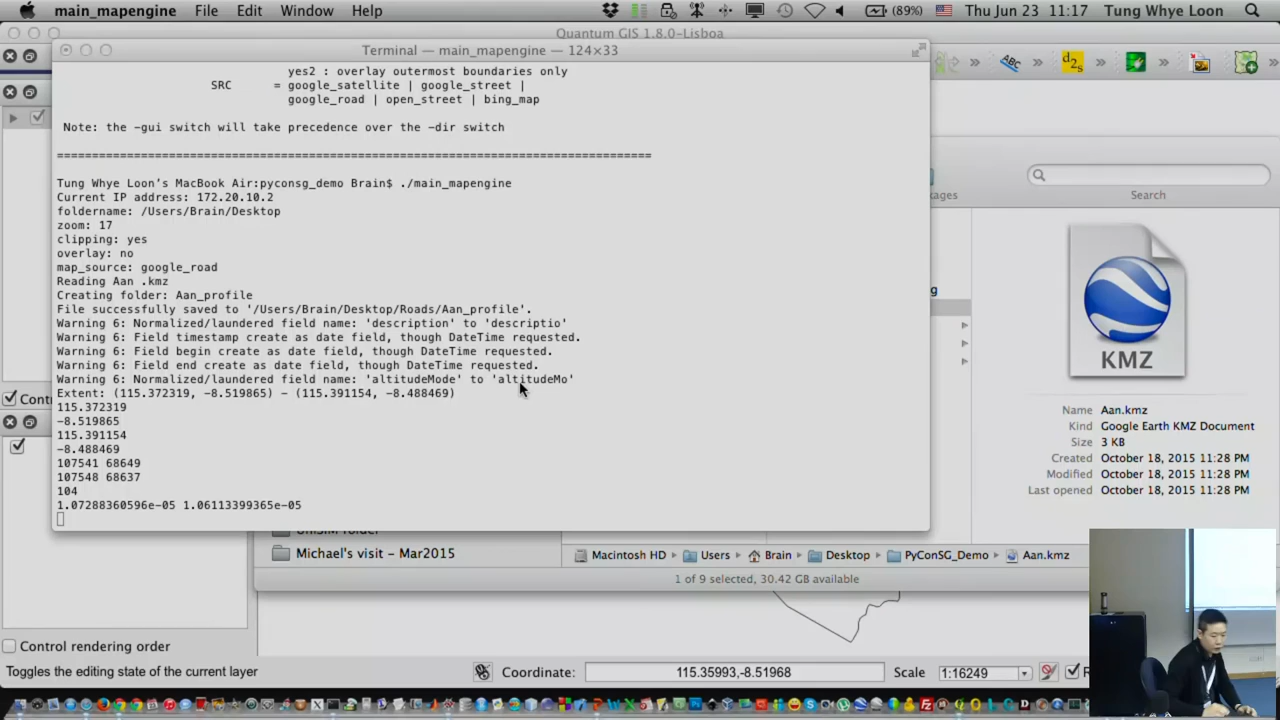 main_mapengine File Edit Window Help (89%) Thu Jun 23 11:17 Tung Whye Loon
Quantum GIS 1.8.0-Lisboa
Terminal — main_mapengine — 124×33
yes2 : overlay outermost boundaries only
SRC = google_satellite | google_street |
google_road | open_street | bing_map
Note: the -gui switch will take precedence over the -dir switch
=============================================================================
Tung Whye Loon's MacBook Air:pyconsg_demo Brain$ ./main_mapengine
Current IP address: 172.20.10.2
foldername: /Users/Brain/Desktop
zoom: 17
clipping: yes
overlay: no
map_source: google_road
Reading Aan .kmz
Creating folder: Aan_profile
File successfully saved to '/Users/Brain/Desktop/Roads/Aan_profile'.
Warning 6: Normalized/laundered field name: 'description' to 'descriptio'
Warning 6: Field timestamp create as date field, though DateTime requested.
Warning 6: Field begin create as date field, though DateTime requested.
Warning 6: Field end create as date field, though DateTime requested.
Warning 6: Normalized/laundered field name: 'altitudeMode' to 'altitudeMo'
Extent: (115.372319, -8.519865) - (115.391154, -8.488469)
115.372319
-8.519865
115.391154
-8.488469
107541 68649
107548 68637
104
1.07288360596e-05 1.06113399365e-05
ABC
d2s
Search
KMZ
Name Aan.kmz
Kind Google Earth KMZ Document
Size 3 KB
Created October 18, 2015 11:28 PM
Modified October 18, 2015 11:28 PM
Last opened October 18, 2015 11:28 PM
Michael's visit - Mar2015
Macintosh HD Users Brain Desktop PyConSG_Demo Aan.kmz
1 of 9 selected, 30.42 GB available
Control rendering order
Toggles the editing state of the current layer
Coordinate: 115.35993,-8.51968
Scale 1:16249